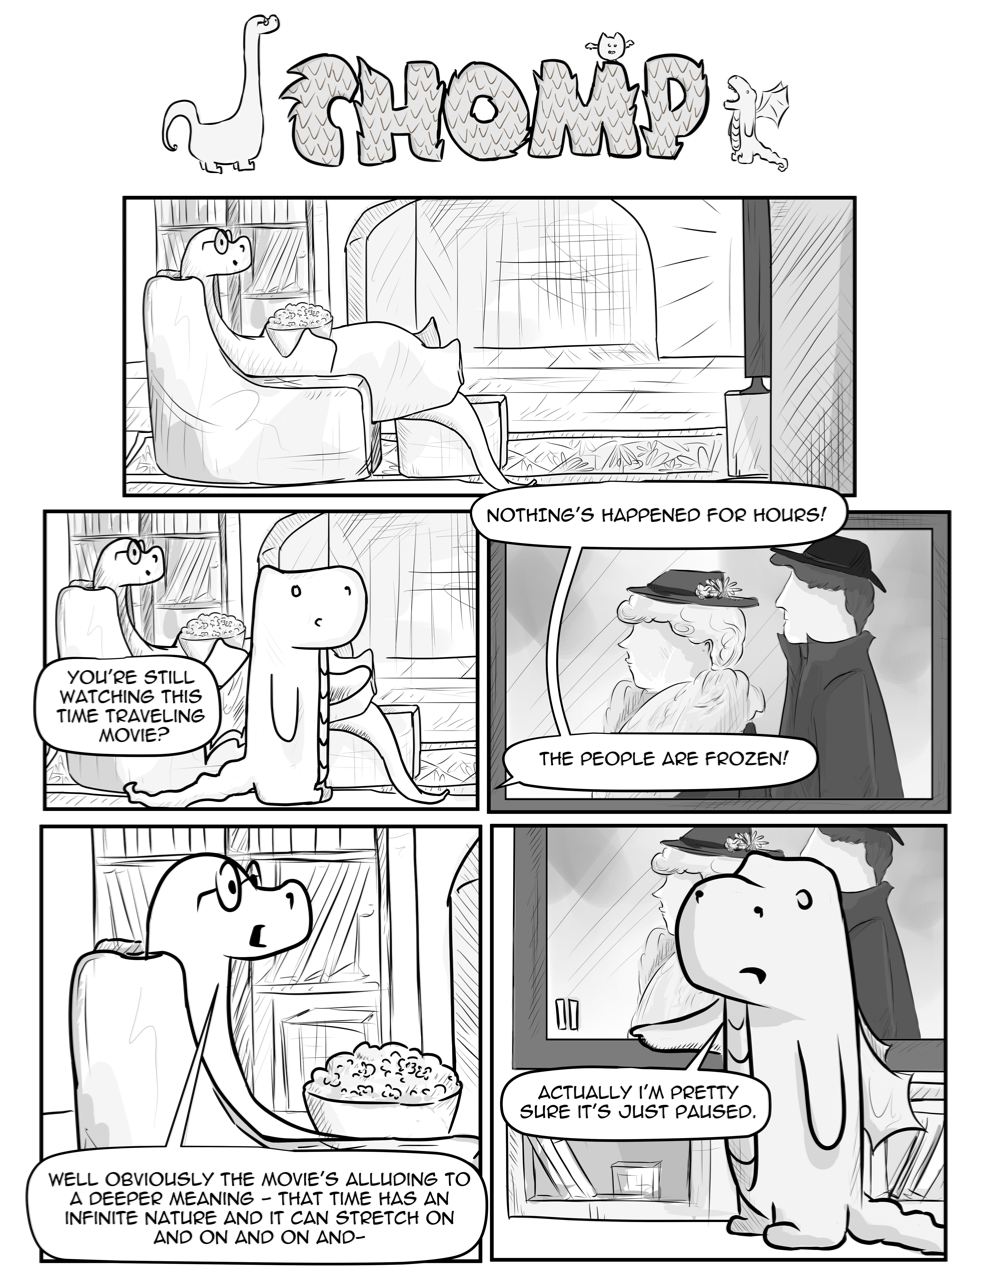 CHOMP
YOU'RE STILL
WATCHING THIS
TIME TRAVELING
MOVIE?
NOTHING'S HAPPENED FOR HOURS!
THE PEOPLE ARE FROZEN!
WELL OBVIOUSLY THE MOVIE'S ALLUDING TO
A DEEPER MEANING - THAT TIME HAS AN
INFINITE NATURE AND IT CAN STRETCH ON
AND ON AND ON AND-
ACTUALLY I'M PRETTY
SURE IT'S JUST PAUSED.